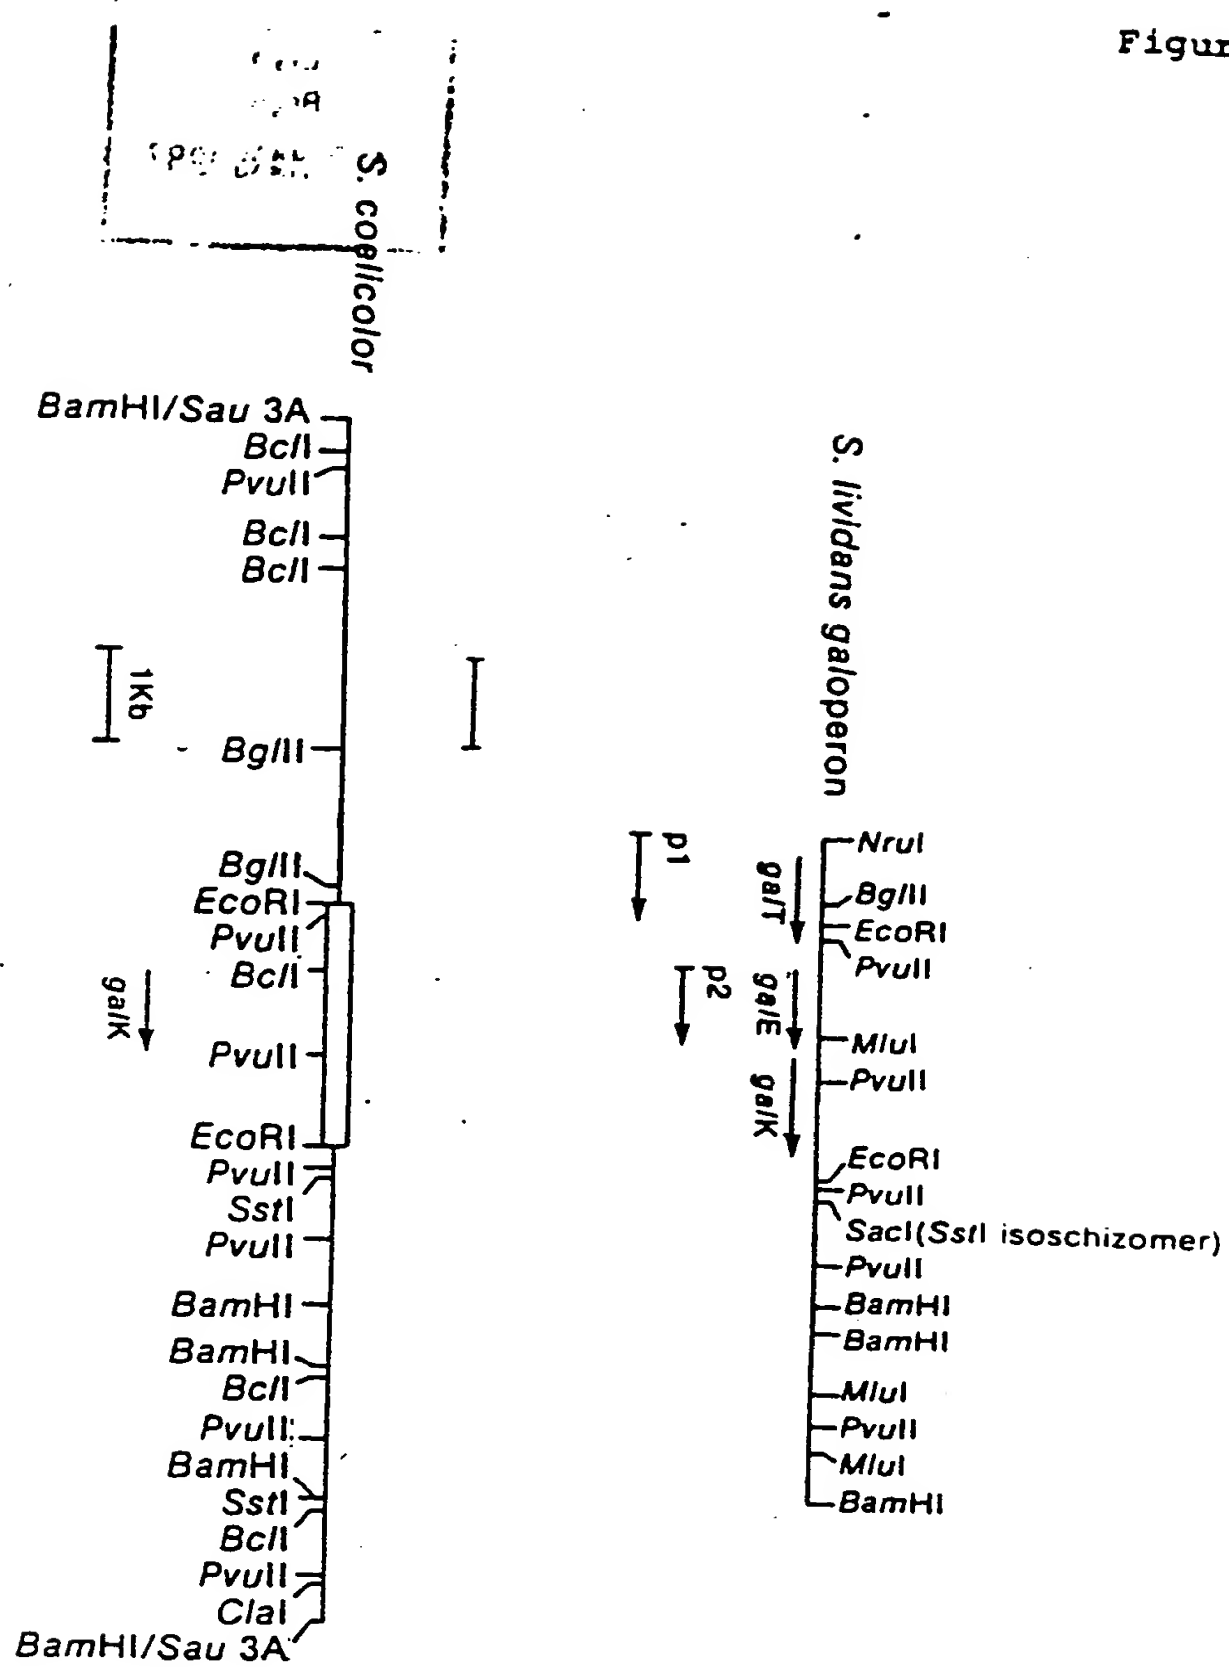 Figur
S. coelicolor
BamHI/Sau 3A
BclI
PvuII
BclI
BclI
BglII
BglII
EcoRI
PvuII
BclI
PvuII
EcoRI
PvuII
SstI
PvuII
BamHI
BamHI
BclI
PvuII
BamHI
SstI
BclI
PvuII
ClaI
BamHI/Sau 3A
1Kb
galK
S. lividans galoperon
p1
p2
galT
galE
galK
NruI
BglII
EcoRI
PvuII
MluI
PvuII
EcoRI
PvuII
SacI(SstI isoschizomer)
PvuII
BamHI
BamHI
MluI
PvuII
MluI
BamHI